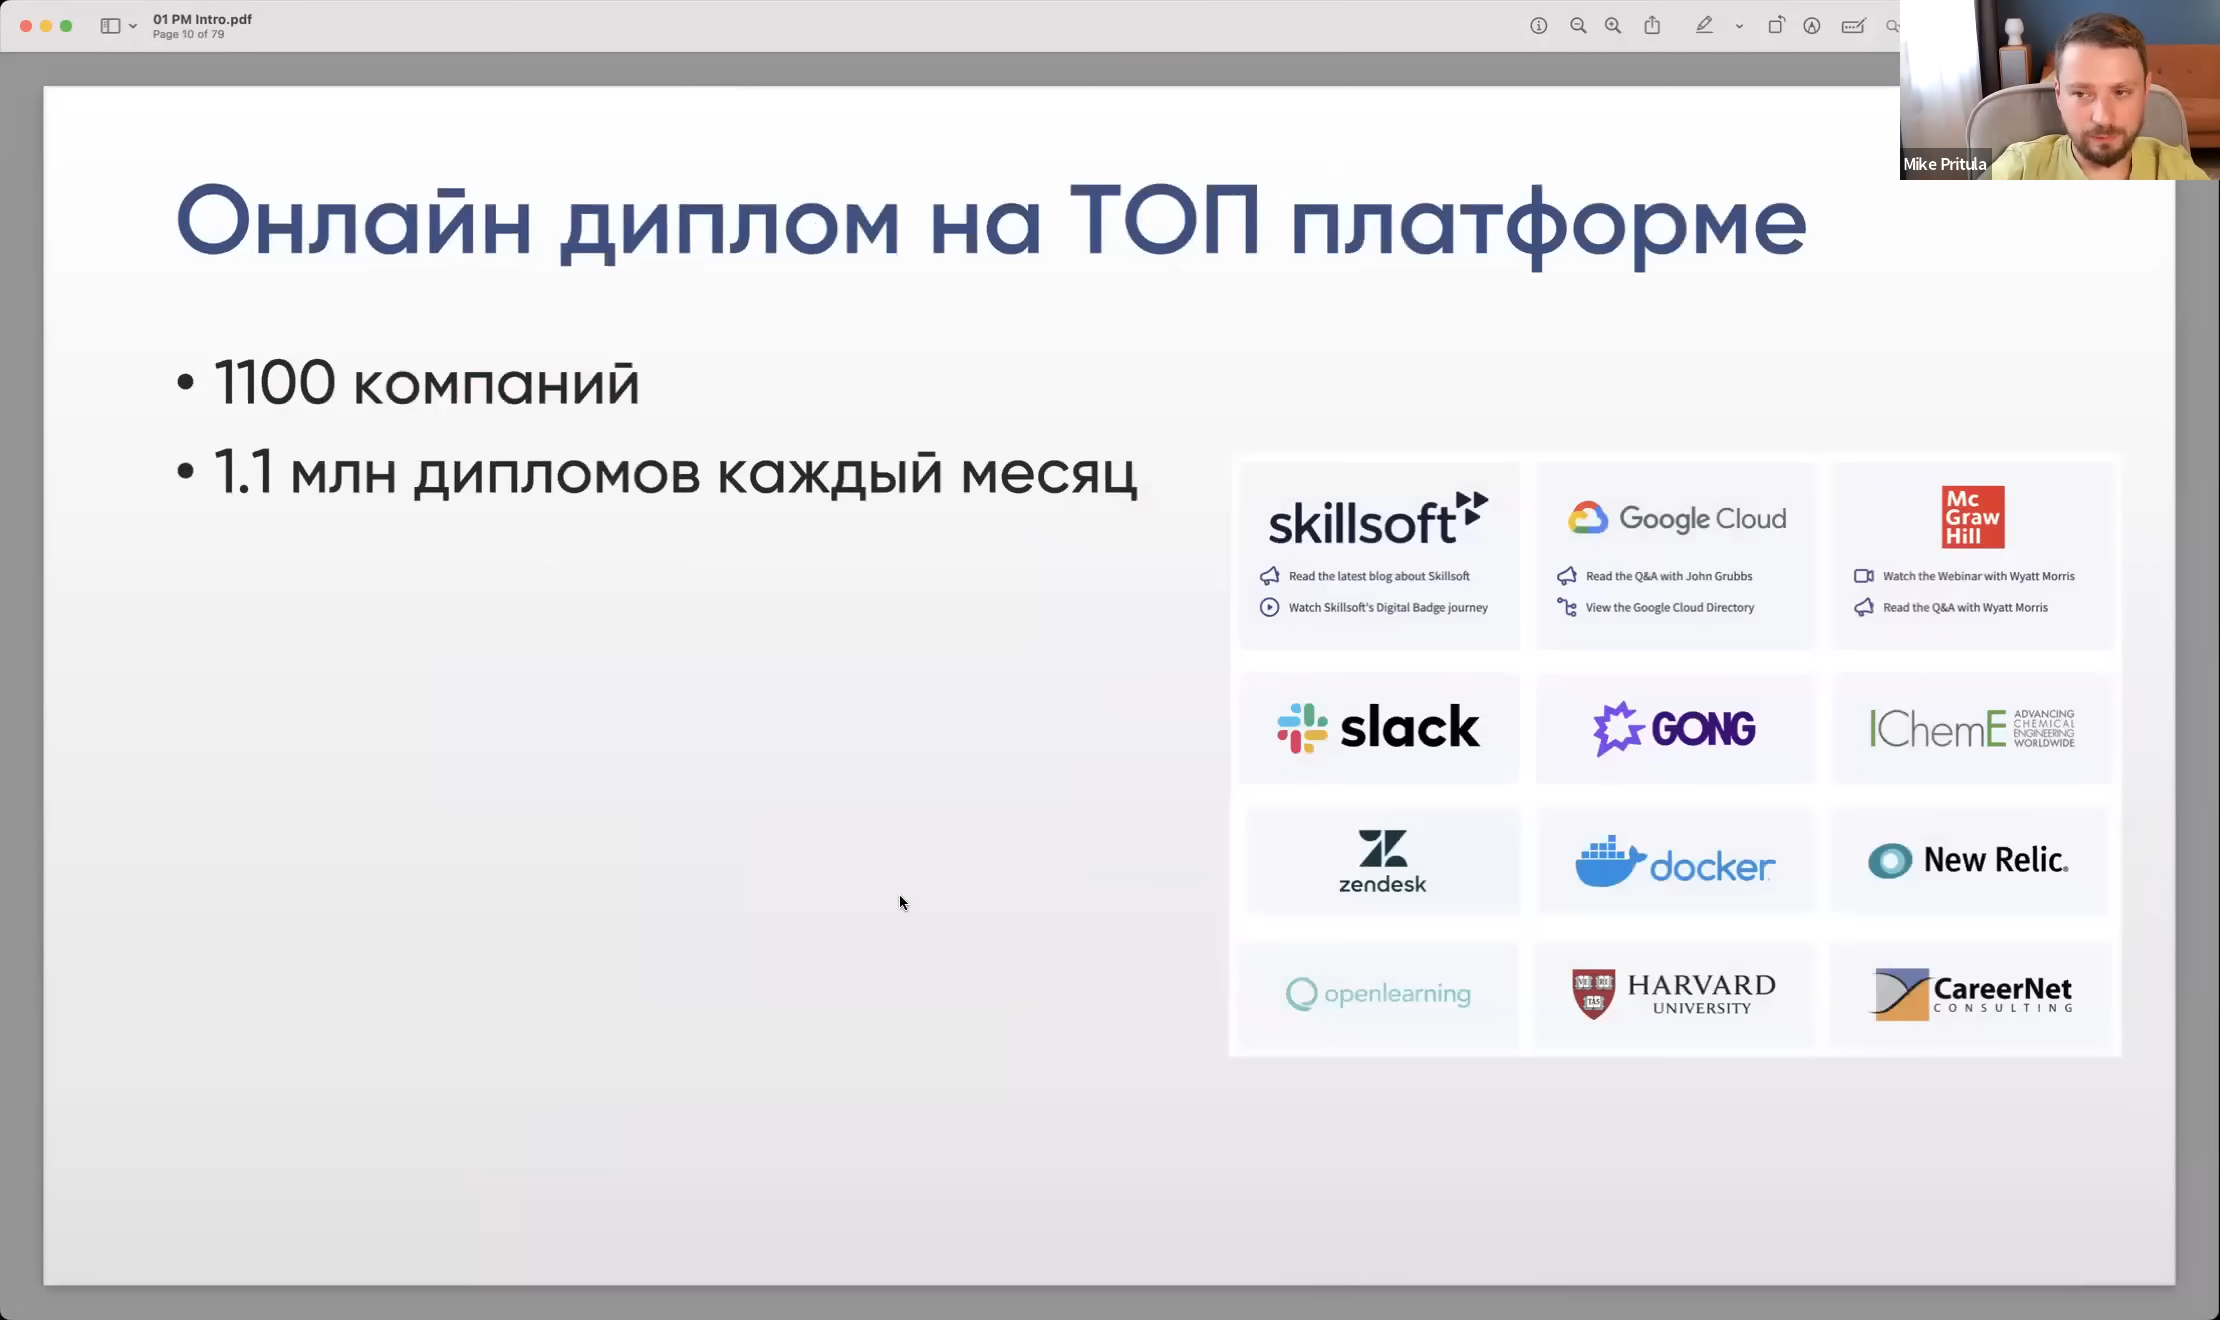 01 PM Intro.pdf
Page 10 of 79
Mike Pritula
Онлайн диплом на ТОП платформе
• 1100 компаний
• 1.1 млн дипломов каждый месяц
skillsoft
Read the latest blog about Skillsoft
Watch Skillsoft's Digital Badge journey
Google Cloud
Read the Q&A with John Grubbs
View the Google Cloud Directory
Mc
Graw
Hill
Watch the Webinar with Wyatt Morris
Read the Q&A with Wyatt Morris
slack
GONG
IChemE
ADVANCING
CHEMICAL
ENGINEERING
WORLDWIDE
zendesk
docker
New Relic.
openlearning
VE RI
TAS
HARVARD
UNIVERSITY
CareerNet
CONSULTING